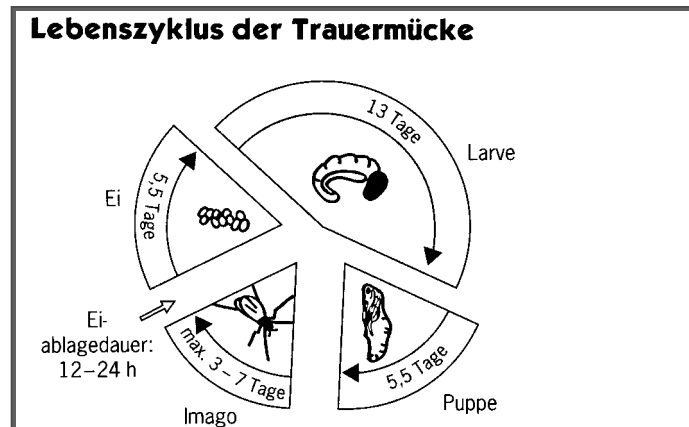 Lebenszyklus der Trauermücke
13 Tage
Larve
5,5 Tage
Puppe
max. 3 – 7 Tage
Imago
Ei-
ablagedauer:
12–24 h
5,5 Tage
Ei